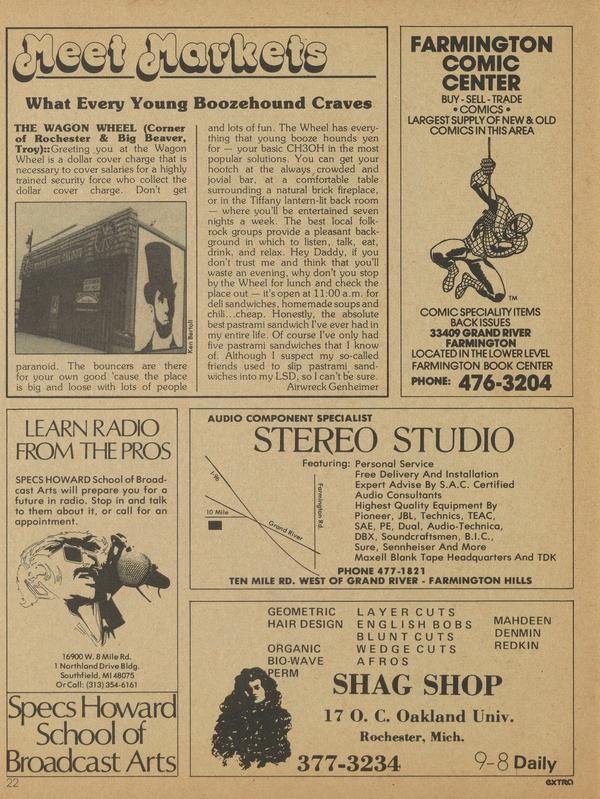 Meet Markets
What Every Young Boozehound Craves
THE WAGON WHEEL (Corner
of Rochester & Big Beaver,
Troy)::Greeting you at the Wagon
Wheel is a dollar cover charge that is
necessary to cover salaries for a highly
trained security force who collect the
dollar cover charge. Don't get
Ken Bertoli
paranoid. The bouncers are there
for your own good 'cause the place
is big and loose with lots of people
and lots of fun. The Wheel has every-
thing that young booze hounds yen
for — your basic CH3OH in the most
popular solutions. You can get your
hootch at the always crowded and
jovial bar, at a comfortable table
surrounding a natural brick fireplace,
or in the Tiffany lantern-lit back room
— where you'll be entertained seven
nights a week. The best local folk-
rock groups provide a pleasant back-
ground in which to listen, talk, eat,
drink, and relax. Hey Daddy, if you
don't trust me and think that you'll
waste an evening, why don't you stop
by the Wheel for lunch and check the
place out — it's open at 11:00 a.m. for
deli sandwiches, homemade soups and
chili...cheap. Honestly, the absolute
best pastrami sandwich I've ever had in
my entire life. Of course I've only had
five pastrami sandwiches that I know
of. Although I suspect my so-called
friends used to slip pastrami sand-
wiches into my LSD, so I can't be sure.
Airwreck Genheimer
FARMINGTON
COMIC
CENTER
BUY - SELL - TRADE
• COMICS •
LARGEST SUPPLY OF NEW & OLD
COMICS IN THIS AREA
TM
COMIC SPECIALITY ITEMS
BACK ISSUES
33409 GRAND RIVER
FARMINGTON
LOCATED IN THE LOWER LEVEL
FARMINGTON BOOK CENTER
PHONE: 476-3204
LEARN RADIO
FROM THE PROS
SPECS HOWARD School of Broad-
cast Arts will prepare you for a
future in radio. Stop in and talk
to them about it, or call for an
appointment.
16900 W. 8 Mile Rd.
1 Northland Drive Bldg.
Southfield, MI 48075
Or Call: (313) 354-6161
Specs Howard
School of
Broadcast Arts
AUDIO COMPONENT SPECIALIST
STEREO STUDIO
Featuring: Personal Service
Free Delivery And Installation
Expert Advise By S.A.C. Certified
Audio Consultants
Highest Quality Equipment By
Pioneer, JBL, Technics, TEAC,
SAE, PE, Dual, Audio-Technica,
DBX, Soundcraftsmen, B.I.C.,
Sure, Sennheiser And More
Maxell Blank Tape Headquarters And TDK
I-96
10 Mile
Grand River
Farmington Rd.
PHONE 477-1821
TEN MILE RD. WEST OF GRAND RIVER - FARMINGTON HILLS
GEOMETRIC
HAIR DESIGN
ORGANIC
BIO-WAVE
PERM
LAYER CUTS
ENGLISH BOBS
BLUNT CUTS
WEDGE CUTS
AFROS
MAHDEEN
DENMIN
REDKIN
SHAG SHOP
17 O. C. Oakland Univ.
Rochester, Mich.
377-3234
9-8 Daily
22
extra